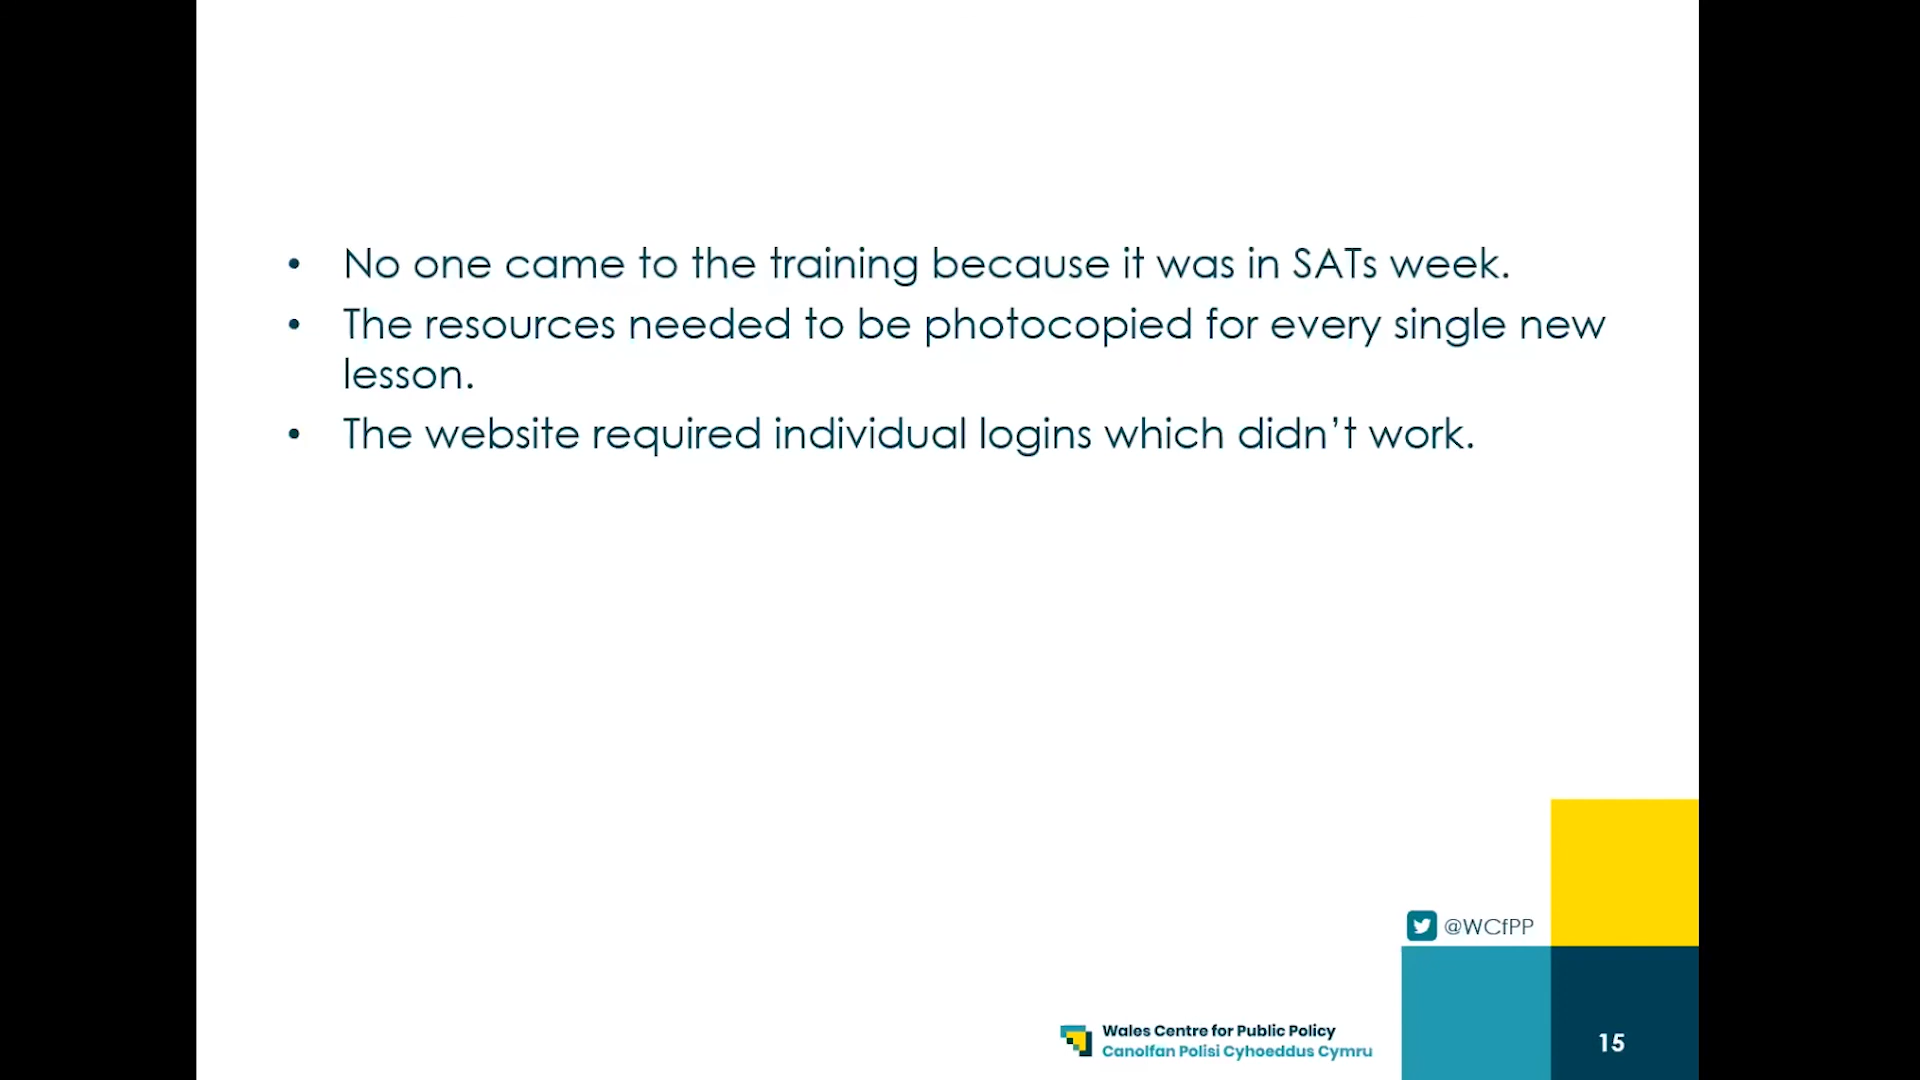 • No one came to the training because it was in SATs week.
• The resources needed to be photocopied for every single new
lesson.
• The website required individual logins which didn’t work.
@WCfPP
Wales Centre for Public Policy
Canolfan Polisi Cyhoeddus Cymru
15